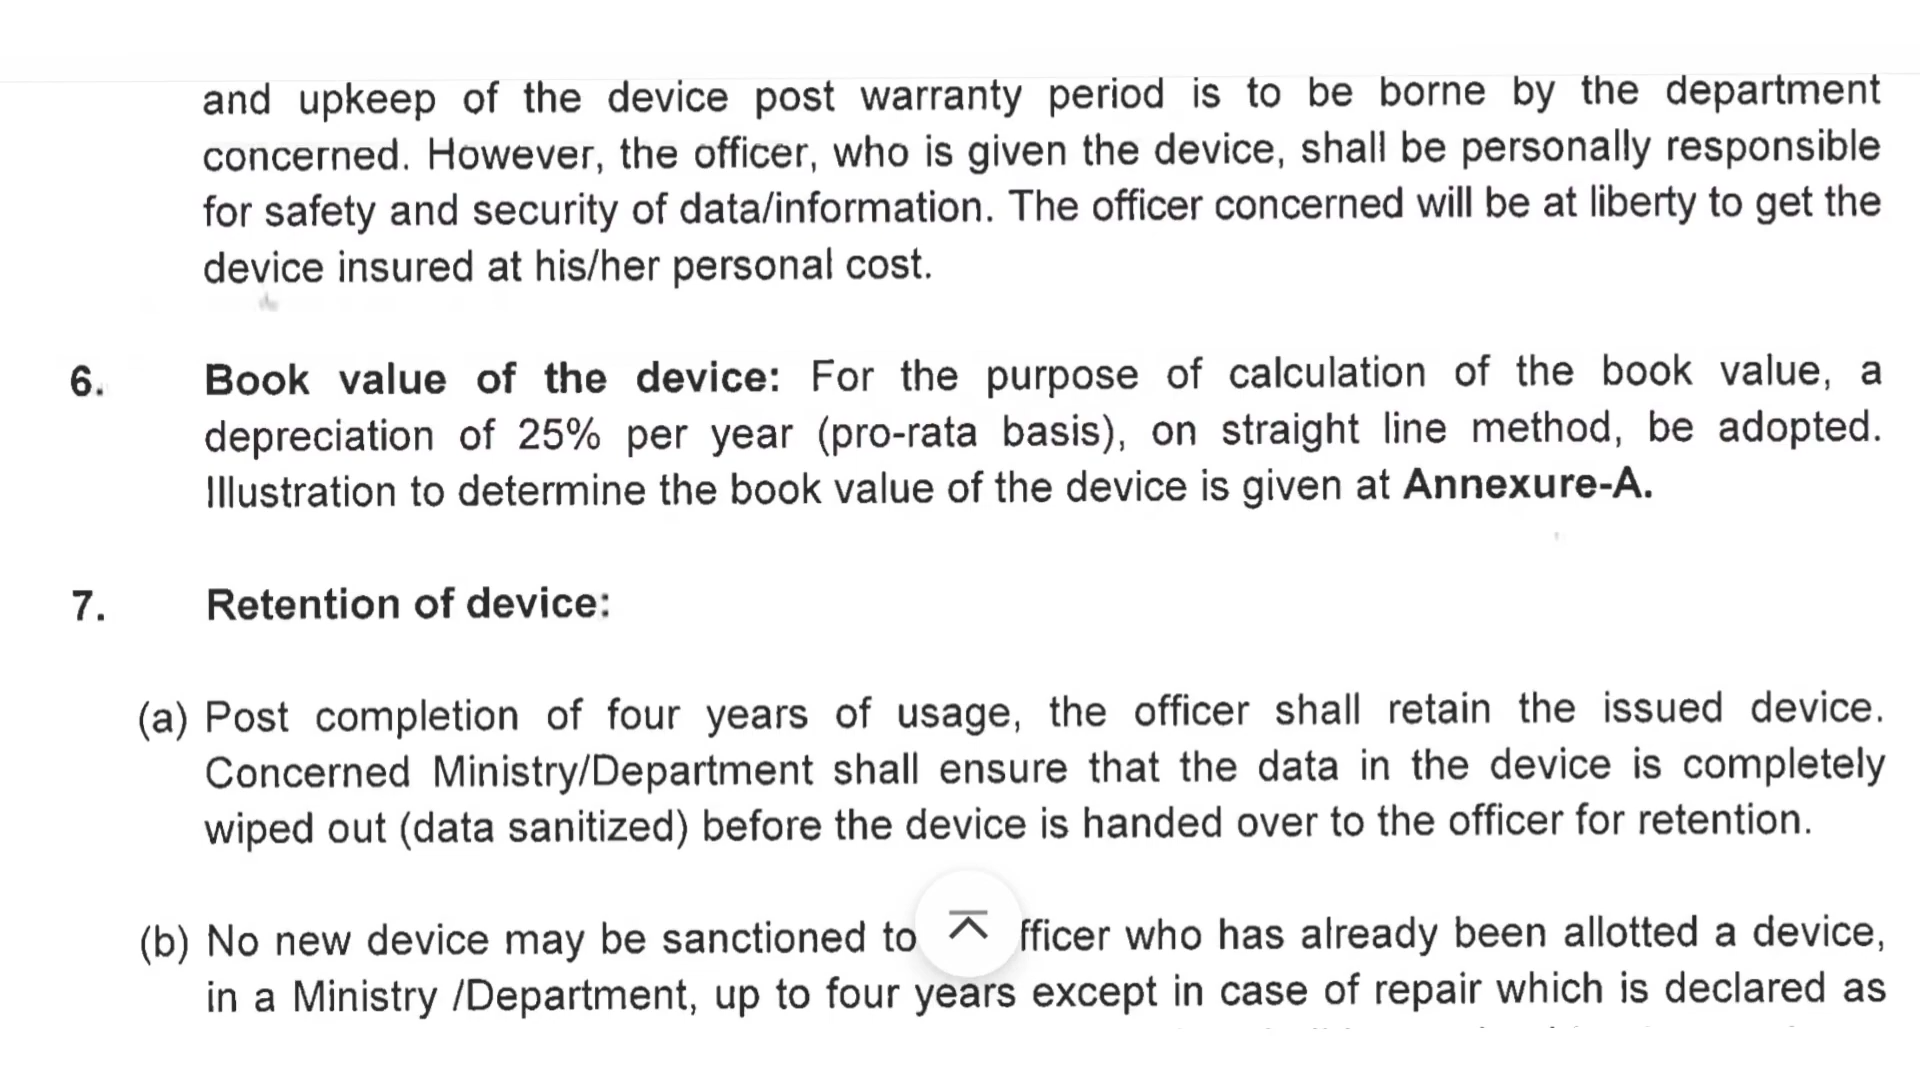 and upkeep of the device post warranty period is to be borne by the department
concerned. However, the officer, who is given the device, shall be personally responsible
for safety and security of data/information. The officer concerned will be at liberty to get the
device insured at his/her personal cost.
6. Book value of the device: For the purpose of calculation of the book value, a
depreciation of 25% per year (pro-rata basis), on straight line method, be adopted.
Illustration to determine the book value of the device is given at Annexure-A.
7. Retention of device:
(a) Post completion of four years of usage, the officer shall retain the issued device.
Concerned Ministry/Department shall ensure that the data in the device is completely
wiped out (data sanitized) before the device is handed over to the officer for retention.
(b) No new device may be sanctioned to fficer who has already been allotted a device,
in a Ministry /Department, up to four years except in case of repair which is declared as